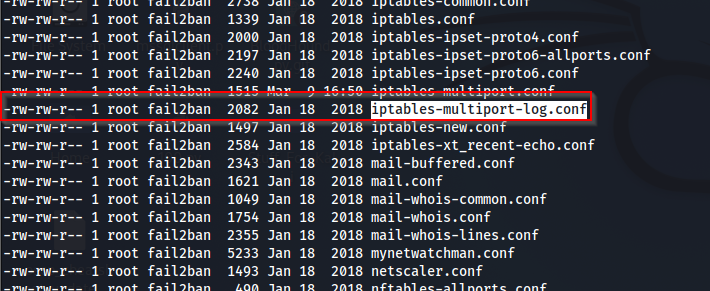 -rw-rw-r-- 1 root fail2ban 2738 Jan 18 2018 iptables-common.conf
-rw-rw-r-- 1 root fail2ban 1339 Jan 18 2018 iptables.conf
-rw-rw-r-- 1 root fail2ban 2000 Jan 18 2018 iptables-ipset-proto4.conf
-rw-rw-r-- 1 root fail2ban 2197 Jan 18 2018 iptables-ipset-proto6-allports.conf
-rw-rw-r-- 1 root fail2ban 2240 Jan 18 2018 iptables-ipset-proto6.conf
-rw-rw-r-- 1 root fail2ban 1515 Mar 9 16:50 iptables-multiport.conf
-rw-rw-r-- 1 root fail2ban 2082 Jan 18 2018 iptables-multiport-log.conf
-rw-rw-r-- 1 root fail2ban 1497 Jan 18 2018 iptables-new.conf
-rw-rw-r-- 1 root fail2ban 2584 Jan 18 2018 iptables-xt_recent-echo.conf
-rw-rw-r-- 1 root fail2ban 2343 Jan 18 2018 mail-buffered.conf
-rw-rw-r-- 1 root fail2ban 1621 Jan 18 2018 mail.conf
-rw-rw-r-- 1 root fail2ban 1049 Jan 18 2018 mail-whois-common.conf
-rw-rw-r-- 1 root fail2ban 1754 Jan 18 2018 mail-whois.conf
-rw-rw-r-- 1 root fail2ban 2355 Jan 18 2018 mail-whois-lines.conf
-rw-rw-r-- 1 root fail2ban 5233 Jan 18 2018 mynetwatchman.conf
-rw-rw-r-- 1 root fail2ban 1493 Jan 18 2018 netscaler.conf
-rw-rw-r-- 1 root fail2ban 490 Jan 18 2018 nftables-allports.conf